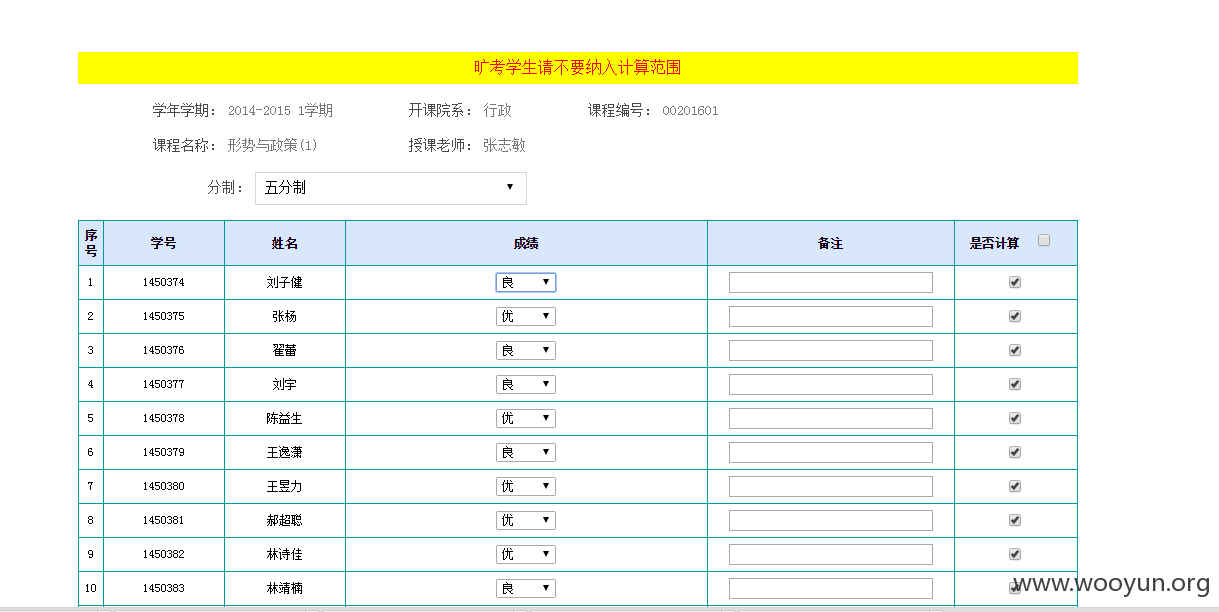 旷考学生请不要纳入计算范围
学年学期： 2014-2015 1学期 开课院系： 行政 课程编号： 00201601
课程名称： 形势与政策(1) 授课老师： 张志敏
分制： 五分制
序号 学号 姓名 成绩 备注 是否计算
1 1450374 刘子健 良
2 1450375 张杨 优
3 1450376 翟蕾 良
4 1450377 刘宇 良
5 1450378 陈益生 优
6 1450379 王逸潇 良
7 1450380 王昱力 优
8 1450381 郝超聪 优
9 1450382 林诗佳 优
10 1450383 林靖楠 良
www.wooyun.org